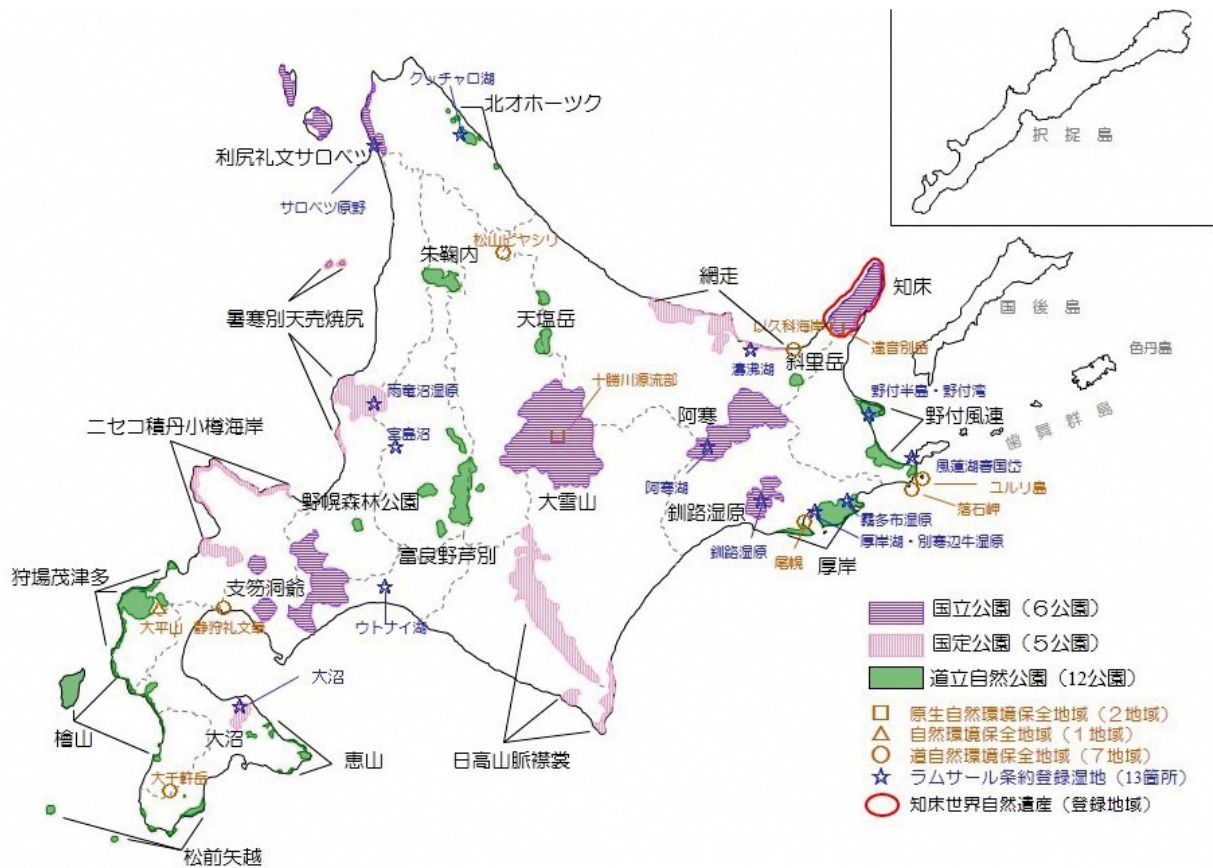 クッチャロ湖
北オホーツク
択捉島
利尻礼文サロベツ
サロベツ原野
松山ピヤシリ
朱鞠内
網走
知床
国後島
暑寒別天売焼尻
天塩岳
以久科海岸
遠音別岳
色丹島
濤沸湖
斜里岳
十勝川源流部
雨竜沼湿原
野付半島・野付湾
阿寒
野付風連
歯舞群島
ニセコ積丹小樽海岸
宮島沼
阿寒湖
風蓮湖春国岱
ユルリ島
大雪山
野幌森林公園
釧路湿原
落石岬
霧多布湿原
釧路湿原
尾幌
厚岸湖・別寒辺牛湿原
富良野芦別
厚岸
狩場茂津多
支笏洞爺
大平山
静狩礼文華
ウトナイ湖
国立公園（６公園）
国定公園（５公園）
道立自然公園（12公園）
大沼
檜山
大沼
恵山
日高山脈襟裳
原生自然環境保全地域（２地域）
自然環境保全地域（１地域）
道自然環境保全地域（７地域）
ラムサール条約登録湿地（13箇所）
知床世界自然遺産（登録地域）
大千軒岳
松前矢越